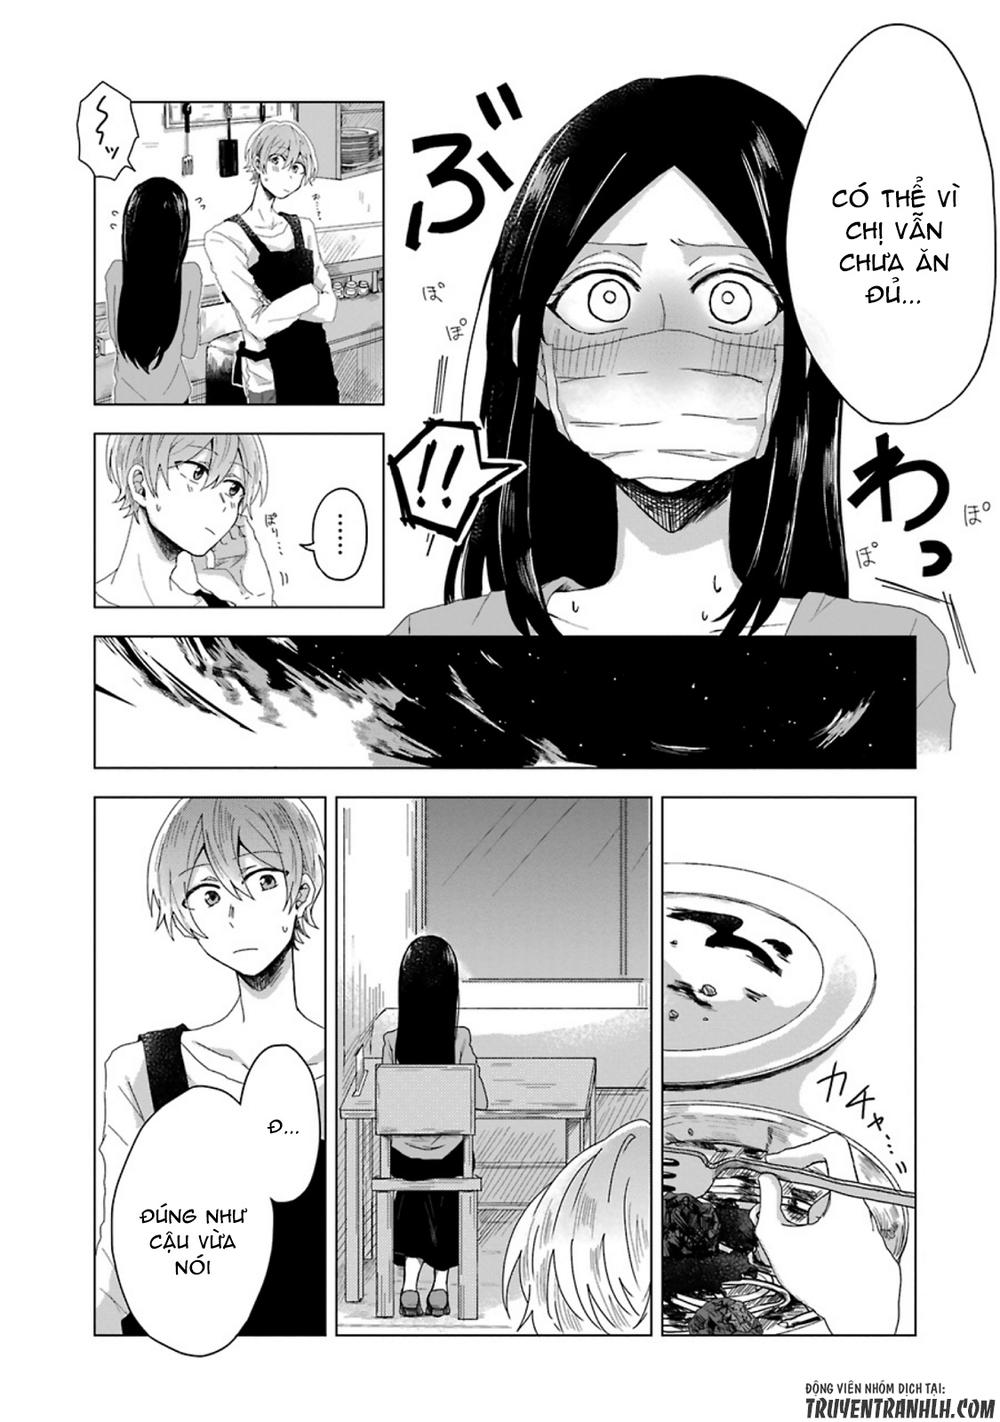 CÓ THỂ VÌ
CHỊ VẪN
CHƯA ĂN
ĐỦ...
ぶわっ
ぽ
ぽ
ぽ
ぽ
!!
......
ぽり...
カチャ...
Đ...
ĐÚNG NHƯ
CẬU VỪA
NÓI
ĐỘNG VIÊN NHÓM DỊCH TẠI:
TRUYENTRANHLH.COM